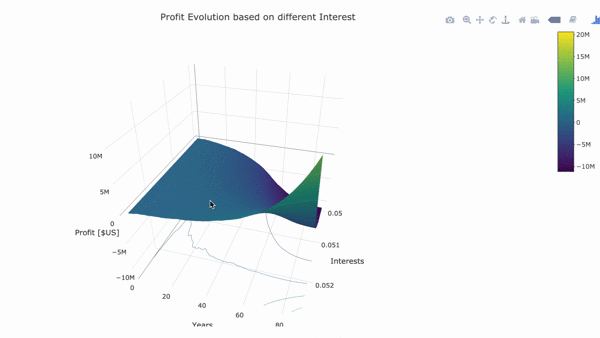 Profit Evolution based on different Interest
20M
15M
10M
5M
0
−5M
−10M
10M
5M
0
Profit [$US]
−5M
−10M
0
20
40
60
80
Years
0.05
0.051
Interests
0.052